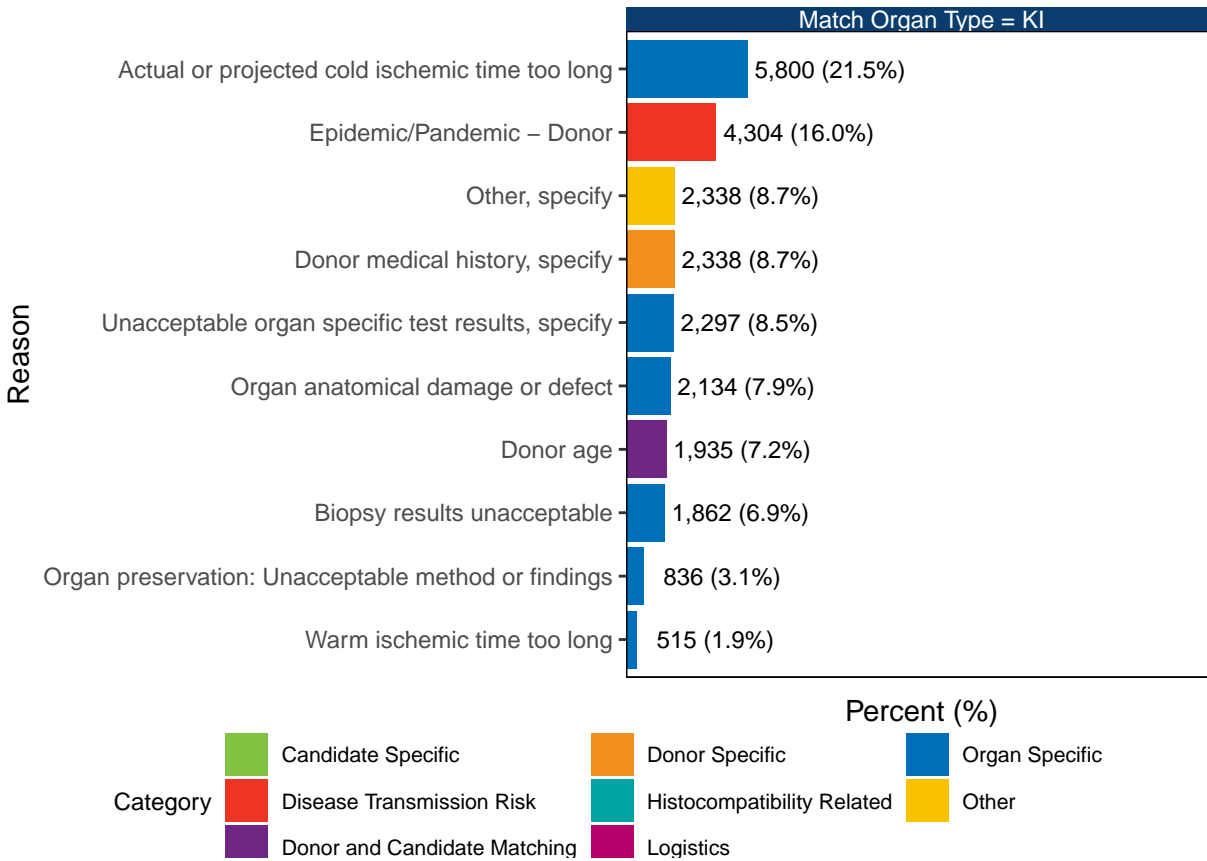 Match Organ Type = KI
Actual or projected cold ischemic time too long 5,800 (21.5%)
Epidemic/Pandemic − Donor 4,304 (16.0%)
Other, specify 2,338 (8.7%)
Donor medical history, specify 2,338 (8.7%)
Unacceptable organ specific test results, specify 2,297 (8.5%)
Organ anatomical damage or defect 2,134 (7.9%)
Donor age 1,935 (7.2%)
Biopsy results unacceptable 1,862 (6.9%)
Organ preservation: Unacceptable method or findings 836 (3.1%)
Warm ischemic time too long 515 (1.9%)
Reason
Percent (%)
Category
Candidate Specific
Disease Transmission Risk
Donor and Candidate Matching
Donor Specific
Histocompatibility Related
Logistics
Organ Specific
Other